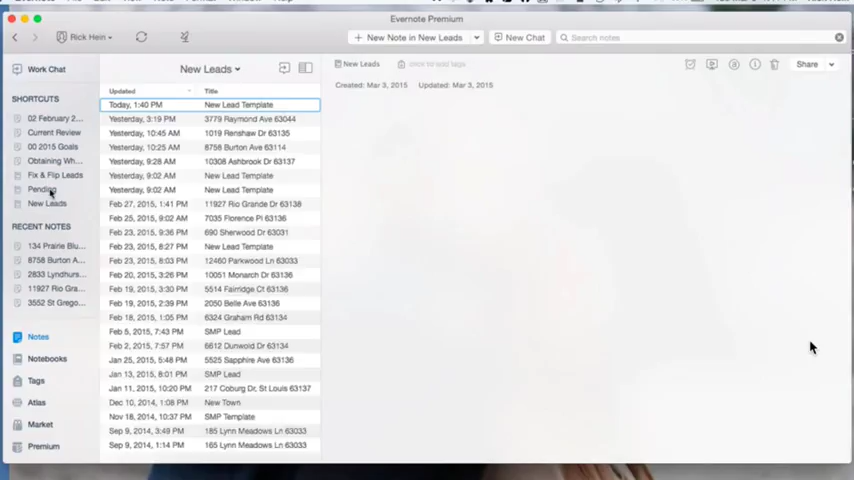 Evernote Premium
Rick Hein
+ New Note in New Leads
New Chat
Search notes
Work Chat
New Leads
New Leads
click to add tags
Share
Updated
Title
Created: Mar 3, 2015
Updated: Mar 3, 2015
SHORTCUTS
02 February 2...
Current Review
00 2015 Goals
Obtaining Wh...
Fix & Flip Leads
Pending
New Leads
RECENT NOTES
134 Prairie Blu...
8758 Burton A...
2833 Lyndhurs...
11927 Rio Gra...
3552 St Grego...
Notes
Notebooks
Tags
Atlas
Market
Premium
Today, 1:40 PM New Lead Template
Yesterday, 3:19 PM 3779 Raymond Ave 63044
Yesterday, 10:45 AM 1019 Renshaw Dr 63135
Yesterday, 10:25 AM 8758 Burton Ave 63114
Yesterday, 9:28 AM 10308 Ashbrook Dr 63137
Yesterday, 9:02 AM New Lead Template
Yesterday, 9:02 AM New Lead Template
Feb 27, 2015, 1:41 PM 11927 Rio Grande Dr 63138
Feb 25, 2015, 9:02 AM 7035 Florence Pl 63136
Feb 23, 2015, 9:36 PM 690 Sherwood Dr 63031
Feb 23, 2015, 8:27 PM New Lead Template
Feb 23, 2015, 8:03 PM 12460 Parkwood Ln 63033
Feb 20, 2015, 3:26 PM 10051 Monarch Dr 63136
Feb 19, 2015, 3:30 PM 5514 Fairridge Ct 63129
Feb 19, 2015, 2:39 PM 2050 Belle Ave 63136
Feb 18, 2015, 1:05 PM 6324 Graham Rd 63134
Feb 5, 2015, 7:43 PM SMP Lead
Feb 2, 2015, 7:57 PM 6612 Dunwold Dr 63134
Jan 25, 2015, 5:48 PM 5525 Sapphire Ave 63136
Jan 13, 2015, 8:01 PM SMP Lead
Jan 11, 2015, 10:20 PM 217 Coburg Dr, St Louis 63137
Dec 10, 2014, 1:08 PM New Town
Nov 18, 2014, 10:37 PM SMP Template
Sep 9, 2014, 3:49 PM 185 Lynn Meadows Ln 63033
Sep 9, 2014, 1:14 PM 165 Lynn Meadows Ln 63033